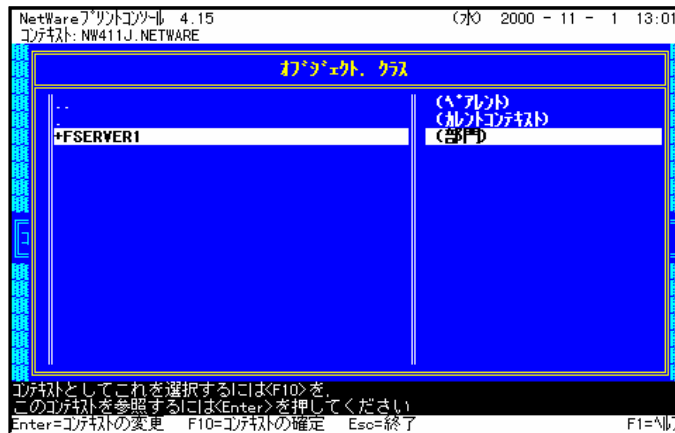 NetWareプリントコンソール 4.15 (水) 2000 - 11 - 1 13:01
コンテキスト: NW411J.NETWARE
オブジェクト. クラス
.. (ペアレント)
. (カレントコンテキスト)
+FSERVER1 (部門)
コンテキストとしてこれを選択するには<F10>を,
このコンテキストを参照するには<Enter>を押してください
Enter=コンテキストの変更 F10=コンテキストの確定 Esc=終了 F1=ヘルプ